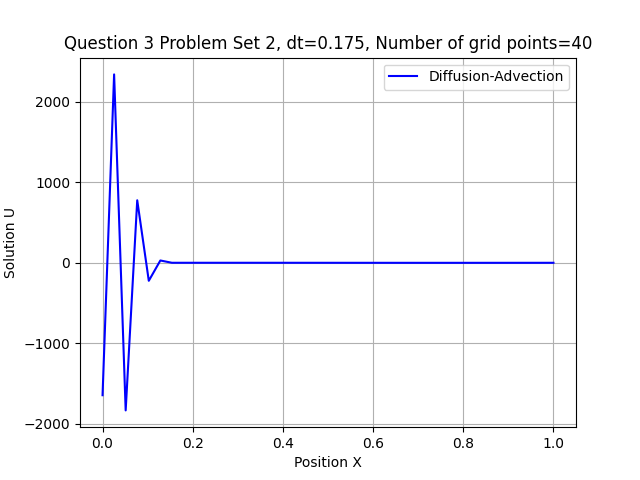 Question 3 Problem Set 2, dt=0.175, Number of grid points=40
Diffusion-Advection
Solution U
2000
1000
0
−1000
−2000
0.0 0.2 0.4 0.6 0.8 1.0
Position X